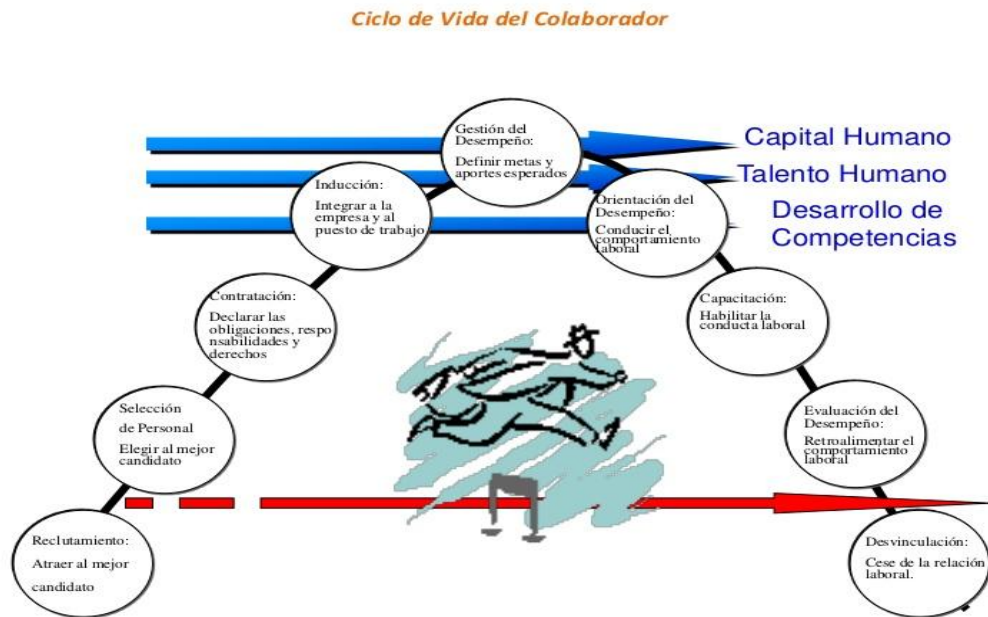 Ciclo de Vida del Colaborador
Gestión del
Desempeño:
Definir metas y
aportes esperados
Capital Humano
Talento Humano
Desarrollo de
Competencias
Inducción:
Integrar a la
empresa y al
puesto de trabajo
Orientación del
Desempeño:
Conducir el
comportamiento
laboral
Contratación:
Declarar las
obligaciones, respo
nsabilidades y
derechos
Capacitación:
Habilitar la
conducta laboral
Selección
de Personal
Elegir al mejor
candidato
Evaluación del
Desempeño:
Retroalimentar el
comportamiento
laboral
Reclutamiento:
Atraer al mejor
candidato
Desvinculación:
Cese de la relación
laboral.